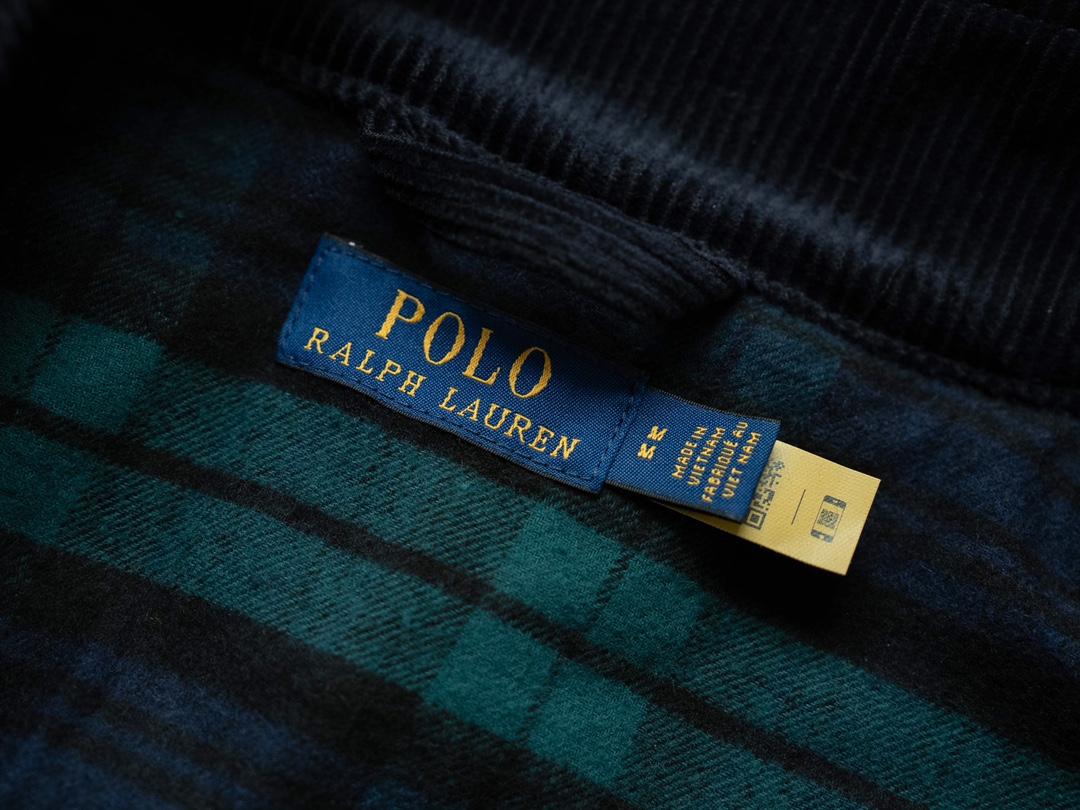 POLO
RALPH LAUREN
M
M
MADE IN
VIETNAM
FABRIQUÉ AU
VIET NAM